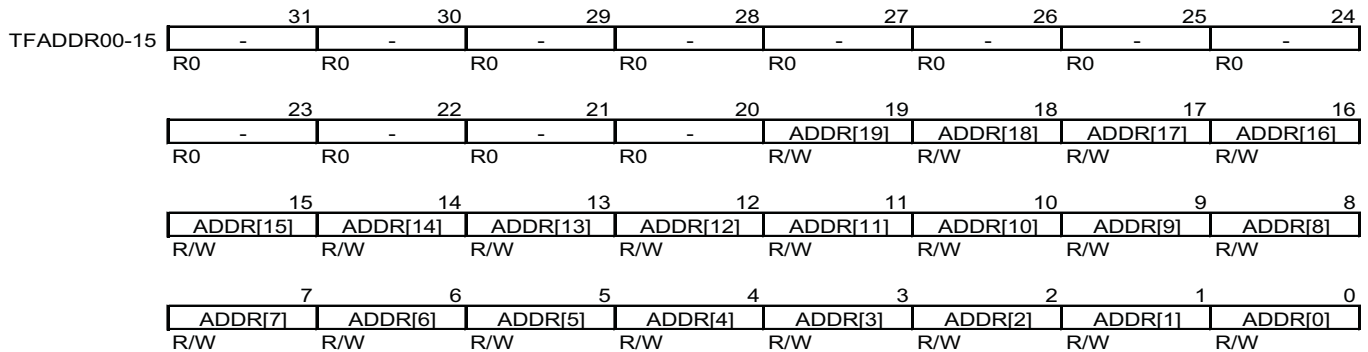 31 30 29 28 27 26 25 24
TFADDR00-15 - - - - - - - -
R0 R0 R0 R0 R0 R0 R0 R0
23 22 21 20 19 18 17 16
- - - - ADDR[19] ADDR[18] ADDR[17] ADDR[16]
R0 R0 R0 R0 R/W R/W R/W R/W
15 14 13 12 11 10 9 8
ADDR[15] ADDR[14] ADDR[13] ADDR[12] ADDR[11] ADDR[10] ADDR[9] ADDR[8]
R/W R/W R/W R/W R/W R/W R/W R/W
7 6 5 4 3 2 1 0
ADDR[7] ADDR[6] ADDR[5] ADDR[4] ADDR[3] ADDR[2] ADDR[1] ADDR[0]
R/W R/W R/W R/W R/W R/W R/W R/W